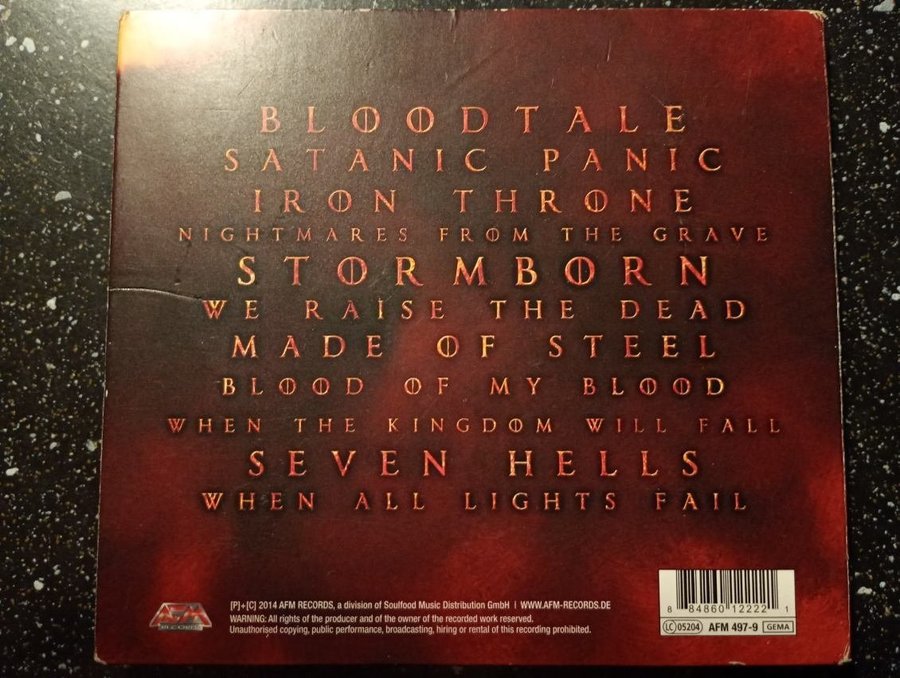 BLOODTALE
SATANIC PANIC
IRON THRONE
NIGHTMARES FROM THE GRAVE
STORMBORN
WE RAISE THE DEAD
MADE OF STEEL
BLOOD OF MY BLOOD
WHEN THE KINGDOM WILL FALL
SEVEN HELLS
WHEN ALL LIGHTS FAIL
AFM
RECORDS
[P]+[C] 2014 AFM RECORDS, a division of Soulfood Music Distribution GmbH | WWW.AFM-RECORDS.DE
WARNING: All rights of the producer and of the owner of the recorded work reserved.
Unauthorised copying, public performance, broadcasting, hiring or rental of this recording prohibited.
8 84860 12222 1
LC 05204 AFM 497-9 GEMA